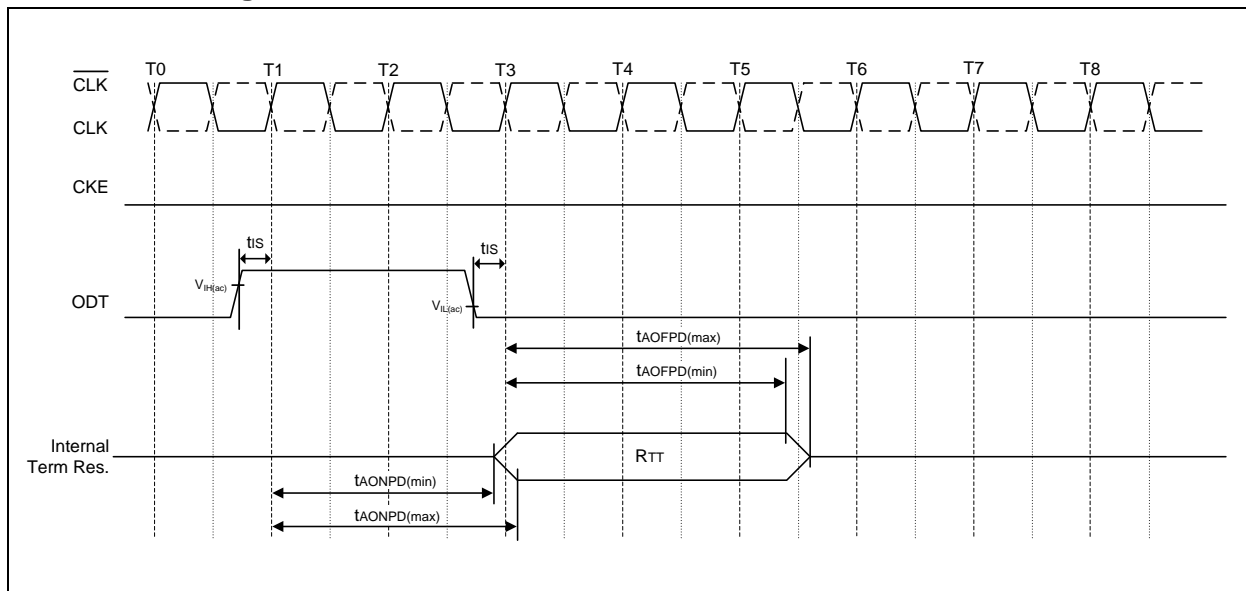 T0 T1 T2 T3 T4 T5 T6 T7 T8
CLK
CLK
CKE
tIS tIS
VIH(ac)
ODT
VIL(ac)
tAOFPD(max)
tAOFPD(min)
Internal
Term Res.
RTT
tAONPD(min)
tAONPD(max)